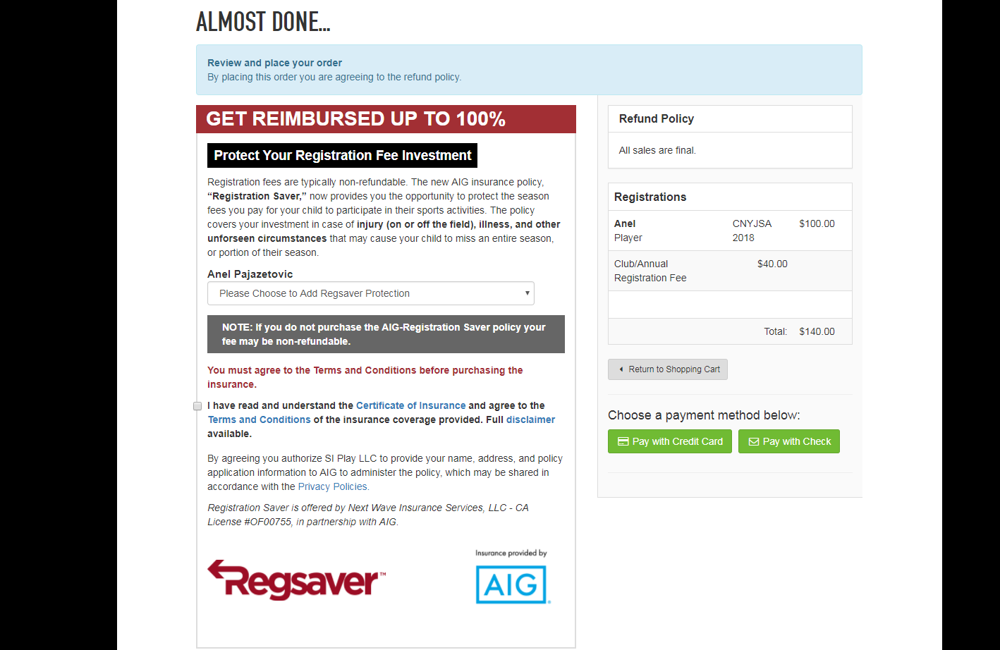 ALMOST DONE...
Review and place your order
By placing this order you are agreeing to the refund policy.
GET REIMBURSED UP TO 100%
Protect Your Registration Fee Investment
Registration fees are typically non-refundable. The new AIG insurance policy,
“Registration Saver,” now provides you the opportunity to protect the season
fees you pay for your child to participate in their sports activities. The policy
covers your investment in case of injury (on or off the field), illness, and other
unforseen circumstances that may cause your child to miss an entire season,
or portion of their season.
Anel Pajazetovic
Please Choose to Add Regsaver Protection
NOTE: If you do not purchase the AIG-Registration Saver policy your
fee may be non-refundable.
You must agree to the Terms and Conditions before purchasing the
insurance.
I have read and understand the Certificate of Insurance and agree to the
Terms and Conditions of the insurance coverage provided. Full disclaimer
available.
By agreeing you authorize SI Play LLC to provide your name, address, and policy
application information to AIG to administer the policy, which may be shared in
accordance with the Privacy Policies.
Registration Saver is offered by Next Wave Insurance Services, LLC - CA
License #OF00755, in partnership with AIG.
Regsaver™
Insurance provided by
AIG®
Refund Policy
All sales are final.
Registrations
Anel CNYJSA $100.00
Player 2018
Club/Annual $40.00
Registration Fee
Total: $140.00
Return to Shopping Cart
Choose a payment method below:
Pay with Credit Card Pay with Check